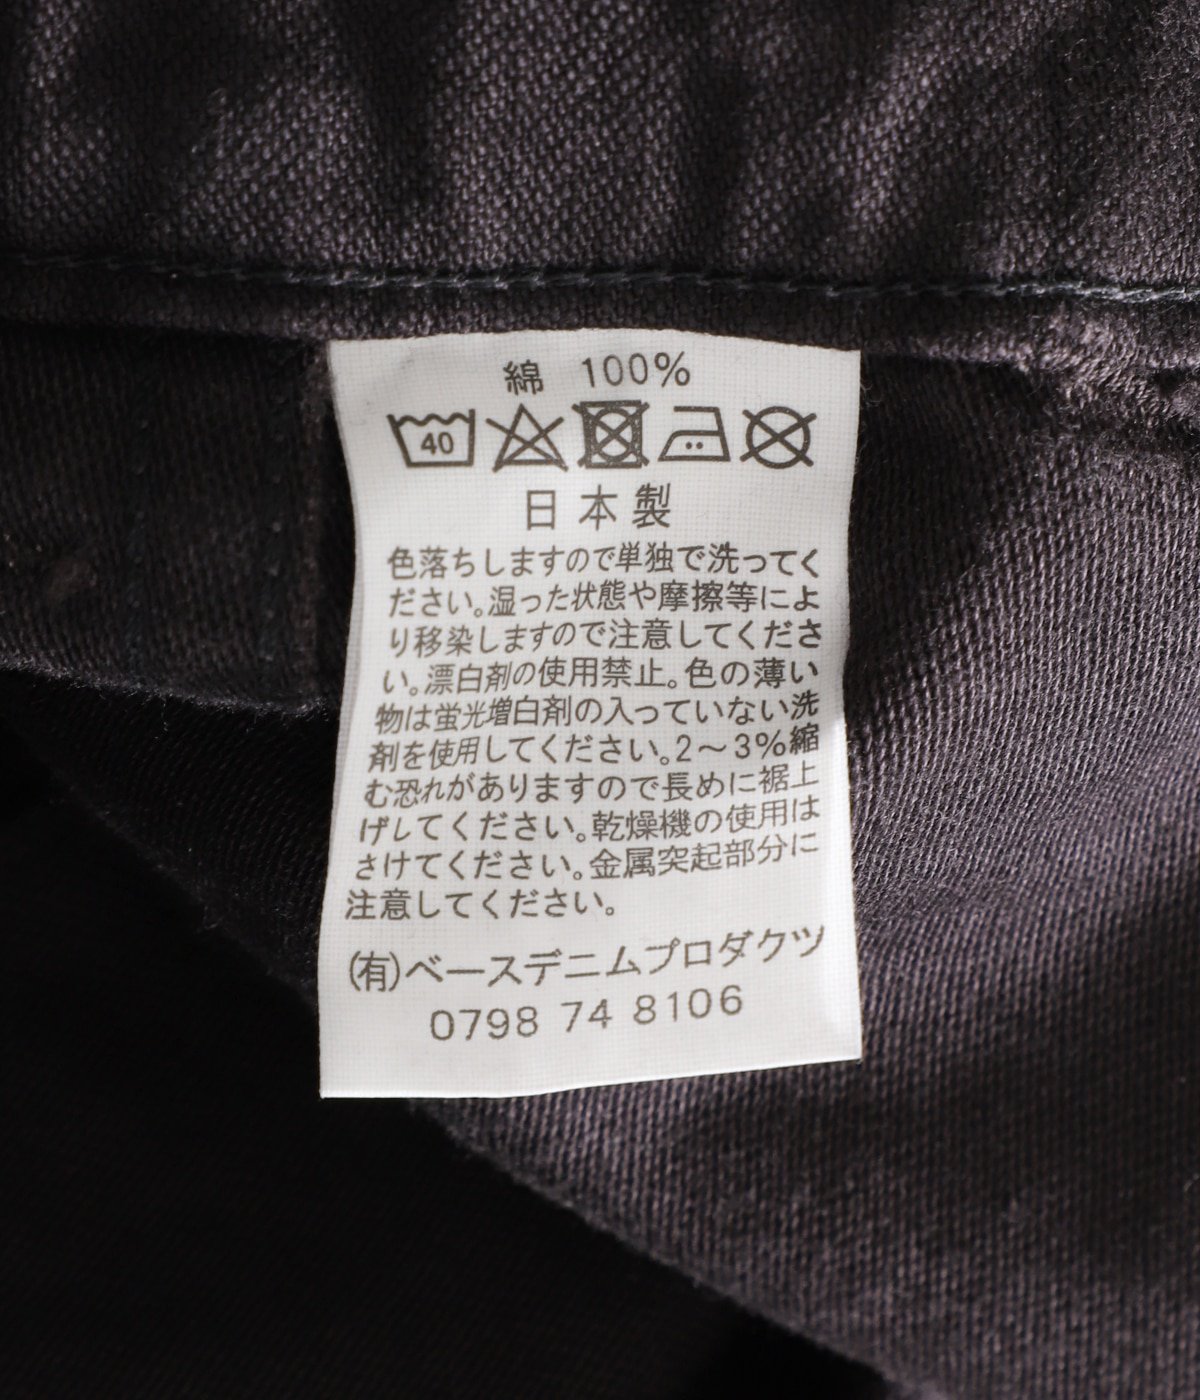 綿 100%
40
日本製
色落ちしますので単独で洗ってく
ださい。湿った状態や摩擦等によ
り移染しますので注意してくださ
い。漂白剤の使用禁止。色の薄い
物は蛍光増白剤の入っていない洗
剤を使用してください。2～3%縮
む恐れがありますので長めに裾上
げしてください。乾燥機の使用は
さけてください。金属突起部分に
注意してください。
(有)ベースデニムプロダクツ
0798 74 8106